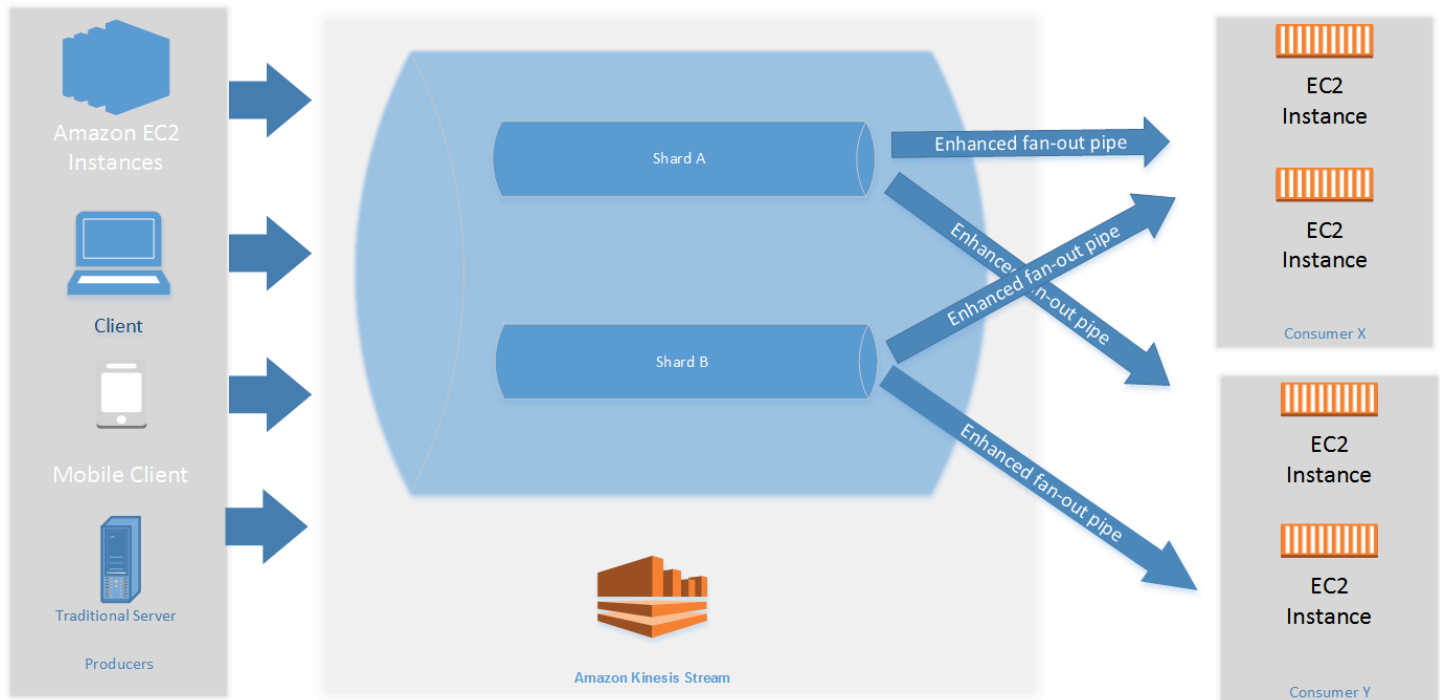 Amazon EC2
Instances
Client
Mobile Client
Traditional Server
Producers
Shard A
Shard B
Amazon Kinesis Stream
Enhanced fan-out pipe
Enhanced fan-out pipe
Enhanced fan-out pipe
Enhanced fan-out pipe
EC2
Instance
EC2
Instance
Consumer X
EC2
Instance
EC2
Instance
Consumer Y